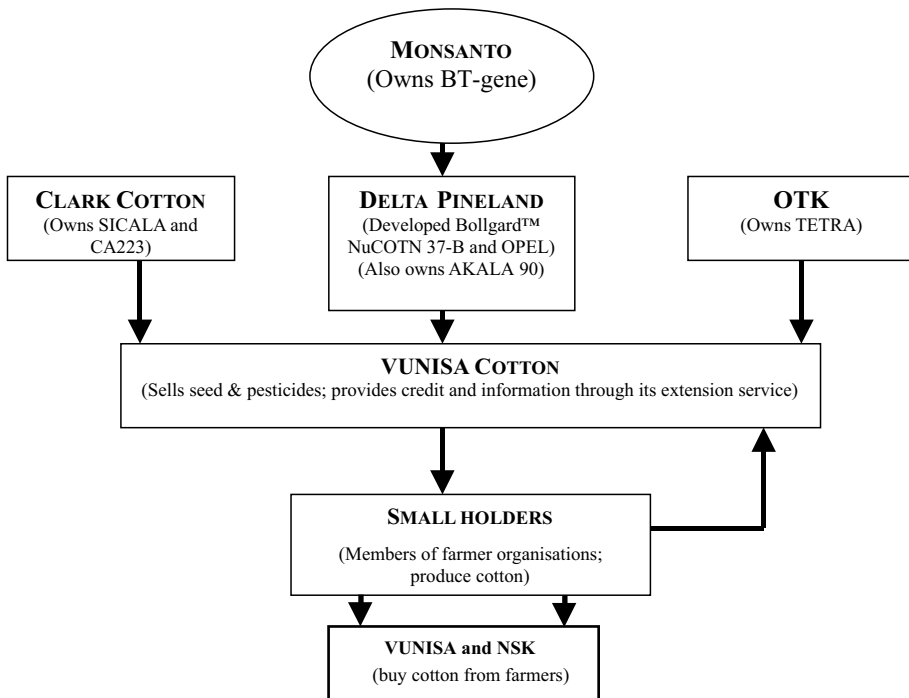 MONSANTO
(Owns BT-gene)
CLARK COTTON
(Owns SICALA and
CA223)
DELTA PINELAND
(Developed Bollgard™
NuCOTN 37-B and OPEL)
(Also owns AKALA 90)
OTK
(Owns TETRA)
VUNISA COTTON
(Sells seed & pesticides; provides credit and information through its extension service)
SMALL HOLDERS
(Members of farmer organisations;
produce cotton)
VUNISA and NSK
(buy cotton from farmers)